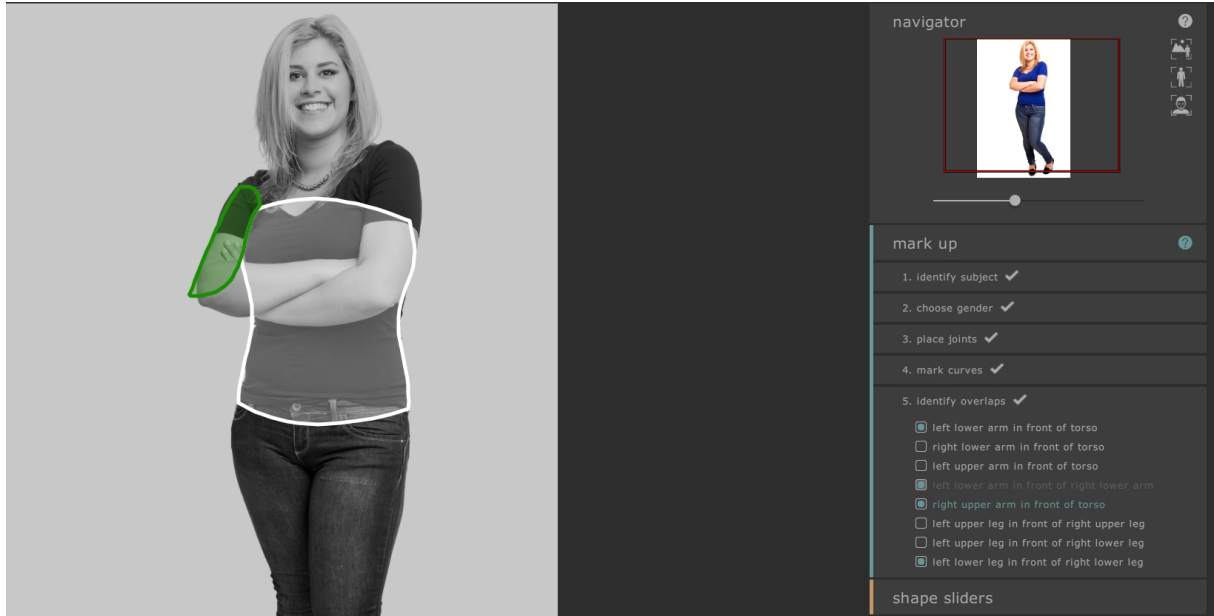 navigator
?
mark up
?
1. identify subject
2. choose gender
3. place joints
4. mark curves
5. identify overlaps
left lower arm in front of torso
right lower arm in front of torso
left upper arm in front of torso
left lower arm in front of right lower arm
right upper arm in front of torso
left upper leg in front of right upper leg
left upper leg in front of right lower leg
left lower leg in front of right lower leg
shape sliders